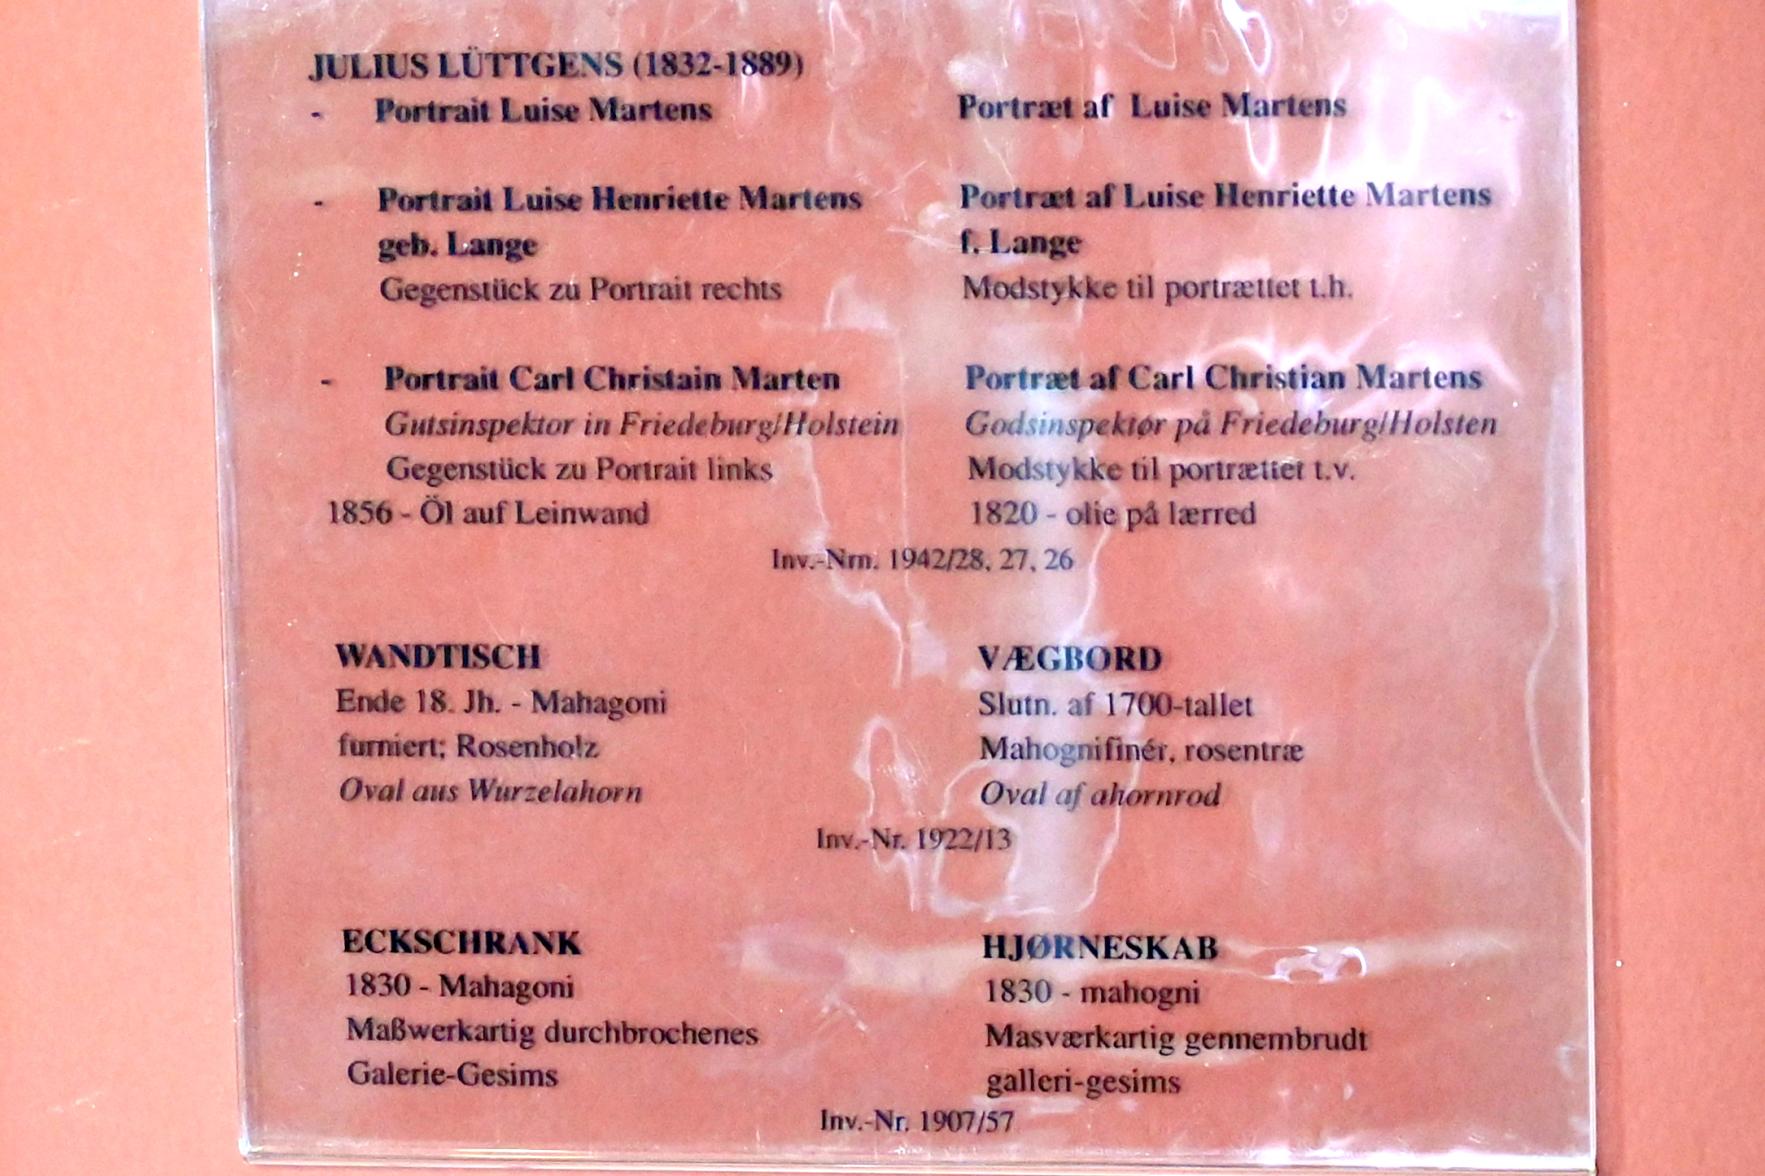 JULIUS LÜTTGENS (1832-1889)
- Portrait Luise Martens
Portræt af Luise Martens
- Portrait Luise Henriette Martens
geb. Lange
Gegenstück zu Portrait rechts
Portræt af Luise Henriette Martens
f. Lange
Modstykke til portrættet t.h.
- Portrait Carl Christain Marten
Gutsinspektor in Friedeburg/Holstein
Gegenstück zu Portrait links
1856 - Öl auf Leinwand
Portræt af Carl Christian Martens
Godsinspektør på Friedeburg/Holsten
Modstykke til portrættet t.v.
1820 - olie på lærred
Inv.-Nrn. 1942/28, 27, 26
WANDTISCH
Ende 18. Jh. - Mahagoni
furniert; Rosenholz
Oval aus Wurzelahorn
VÆGBORD
Slutn. af 1700-tallet
Mahognifinér, rosentræ
Oval af ahornrod
Inv.-Nr. 1922/13
ECKSCHRANK
1830 - Mahagoni
Maßwerkartig durchbrochenes
Galerie-Gesims
HJØRNESKAB
1830 - mahogni
Masværkartig gennembrudt
galleri-gesims
Inv.-Nr. 1907/57